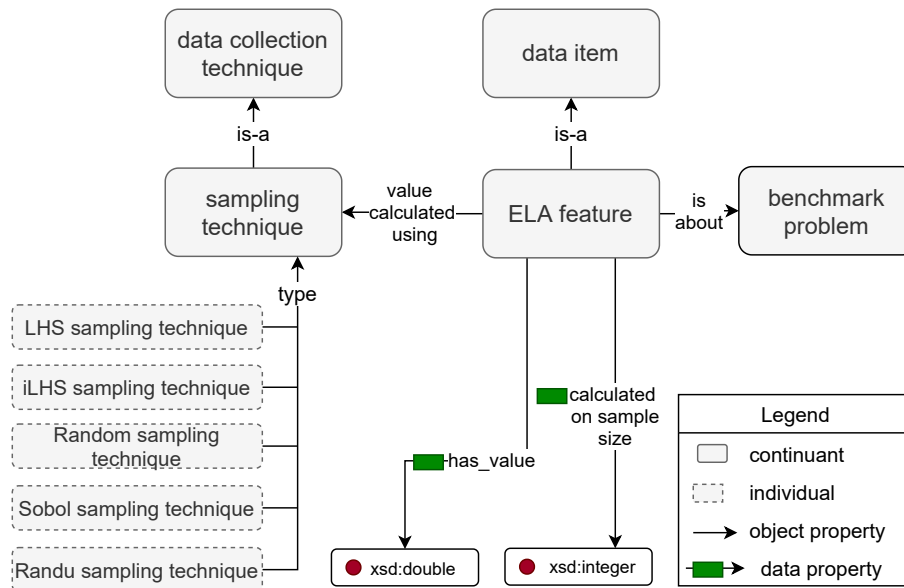 data collection
technique
data item
is-a
is-a
sampling
technique
value
calculated
using
ELA feature
is
about
benchmark
problem
type
LHS sampling technique
iLHS sampling technique
Random sampling
technique
Sobol sampling technique
Randu sampling technique
has_value
calculated
on sample
size
xsd:double
xsd:integer
Legend
continuant
individual
object property
data property